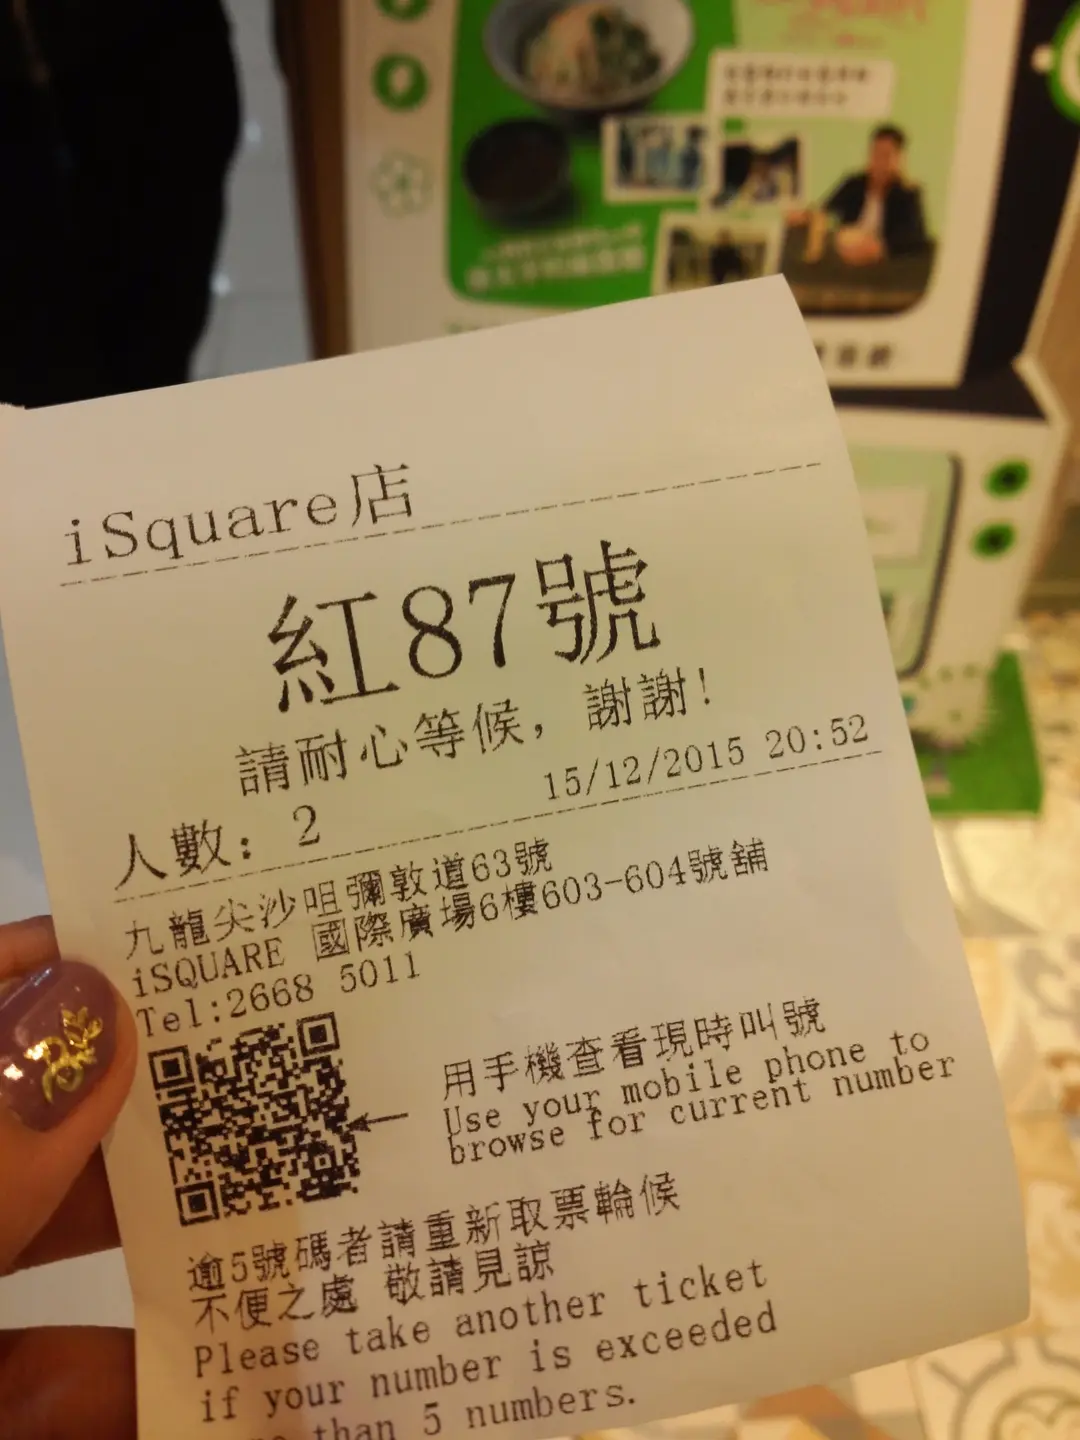 iSquare店
紅87號
請耐心等候，謝謝！
15/12/2015 20:52
人數：2
九龍尖沙咀彌敦道63號
iSQUARE 國際廣場6樓603-604號舖
Tel:2668 5011
用手機查看現時叫號
Use your mobile phone to
browse for current number
逾5號碼者請重新取票輪候
不便之處 敬請見諒
Please take another ticket
if your number is exceeded
than 5 numbers.